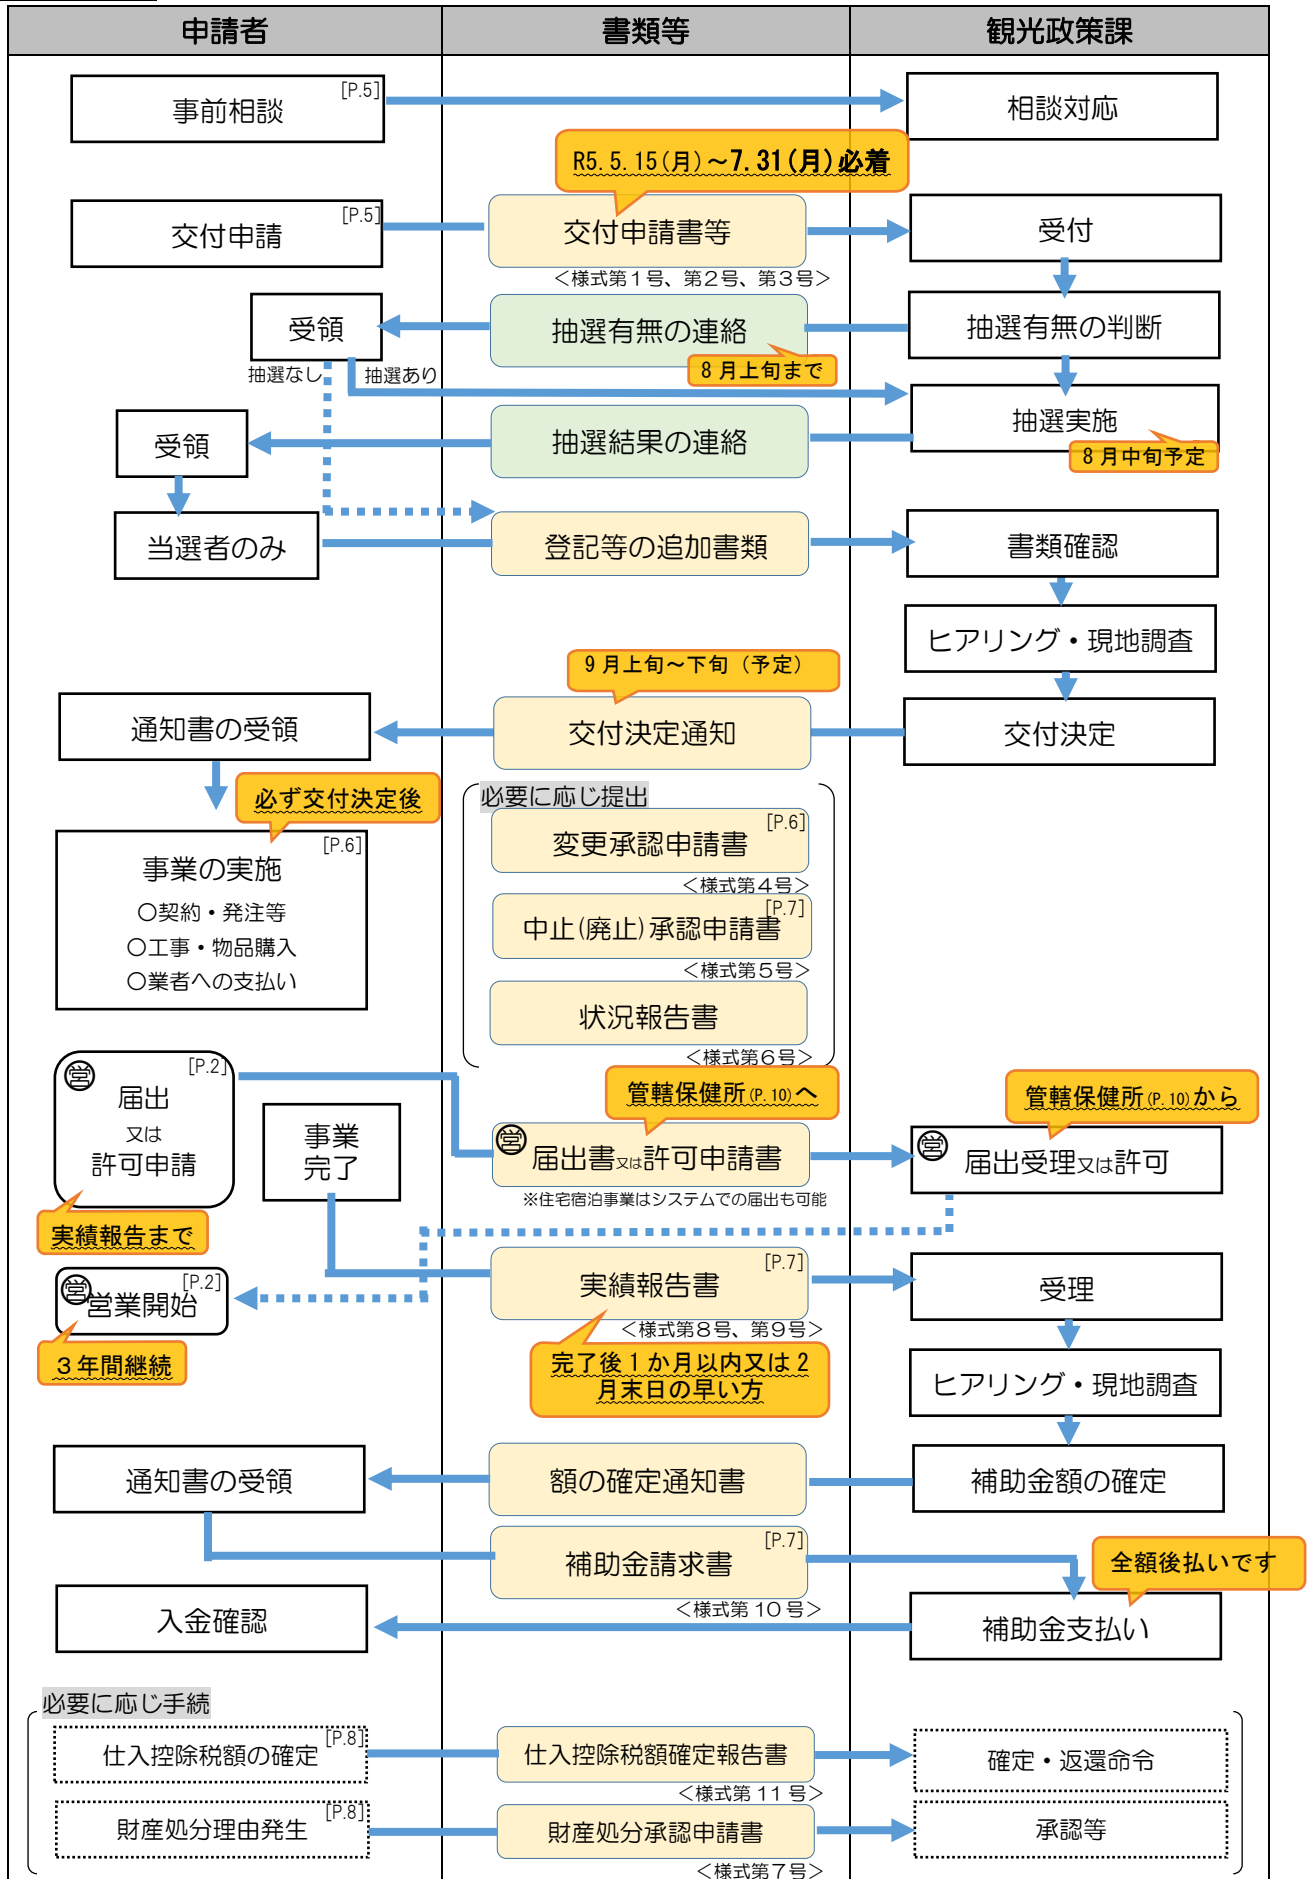 申請者
書類等
観光政策課
[P.5]
事前相談
相談対応
R5.5.15(月)～7.31(月)必着
[P.5]
交付申請
交付申請書等
受付
＜様式第１号、第２号、第３号＞
受領
抽選有無の連絡
抽選有無の判断
8月上旬まで
抽選なし
抽選あり
受領
抽選結果の連絡
抽選実施
8月中旬予定
当選者のみ
登記等の追加書類
書類確認
ヒアリング・現地調査
9月上旬～下旬（予定）
通知書の受領
交付決定通知
交付決定
必ず交付決定後
必要に応じ提出
[P.6]
変更承認申請書
＜様式第４号＞
[P.6]
事業の実施
○契約・発注等
○工事・物品購入
○業者への支払い
[P.7]
中止(廃止)承認申請書
＜様式第５号＞
状況報告書
＜様式第６号＞
[P.2]
営
届出
又は
許可申請
実績報告まで
事業
完了
管轄保健所(P.10)へ
営
届出書又は許可申請書
※住宅宿泊事業はシステムでの届出も可能
管轄保健所(P.10)から
営
届出受理又は許可
[P.2]
営
営業開始
３年間継続
[P.7]
実績報告書
＜様式第８号、第９号＞
完了後1か月以内又は2
月末日の早い方
受理
ヒアリング・現地調査
通知書の受領
額の確定通知書
補助金額の確定
[P.7]
補助金請求書
＜様式第10号＞
全額後払いです
入金確認
補助金支払い
必要に応じ手続
[P.8]
仕入控除税額の確定
仕入控除税額確定報告書
確定・返還命令
＜様式第11号＞
[P.8]
財産処分理由発生
財産処分承認申請書
承認等
＜様式第７号＞